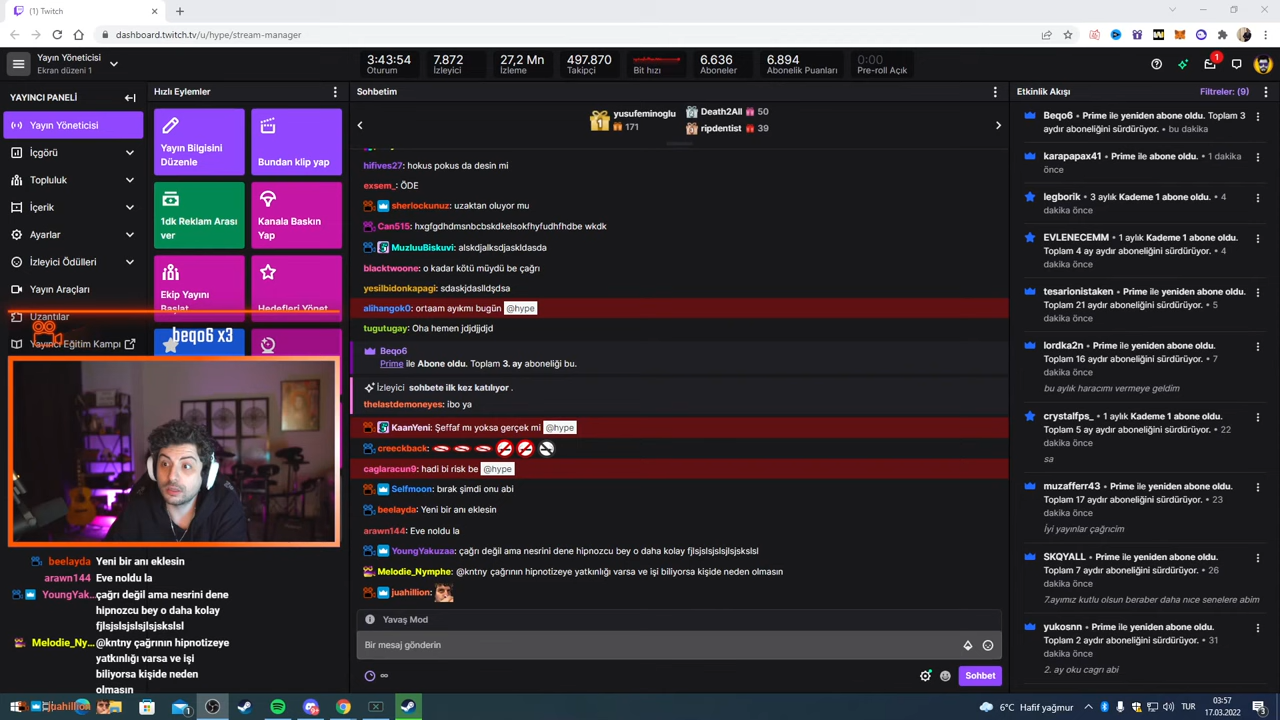 (1) Twitch
dashboard.twitch.tv/u/hype/stream-manager
Yayın Yöneticisi
Ekran düzeni 1
3:43:54
Oturum
7.872
İzleyici
27,2 Mn
İzleme
497.870
Takipçi
Bit hızı
6.636
Aboneler
6.894
Abonelik Puanları
0:00
Pre-roll Açık
1
YAYINCI PANELİ
Yayın Yöneticisi
İçgörü
Topluluk
İçerik
Ayarlar
İzleyici Ödülleri
Yayın Araçları
Uzantılar
Yayıncı Eğitim Kampı
Hızlı Eylemler
Yayın Bilgisini
Düzenle
Bundan klip yap
1dk Reklam Arası
ver
Kanala Baskın
Yap
Ekip Yayını
Başlat
Hedefleri Yönet
beqo6 x3
beelayda Yeni bir anı eklesin
arawn144 Eve noldu la
YoungYak... çağrı değil ama nesrini dene
hipnozcu bey o daha kolay
fjlsjslsjslsjlsjskslsl
Melodie_Ny... @kntny çağrının hipnotizeye
yatkınlığı varsa ve işi
biliyorsa kişide neden
olmasın
juahillion
Sohbetim
1
yusufeminoglu
171
Death2All 50
ripdentist 39
hifives27: hokus pokus da desin mi
exsem_: ÖDE
sherlockunuz: uzaktan oluyor mu
Can515: hxgfgdhdmsnbcbskdkelsokfhyfudhfhdbe wkdk
MuzluuBiskuvi: alskdjalksdjaskldasda
blacktwoone: o kadar kötü müydü be çağrı
yesilbidonkapagi: sdaskjdaslldşdsa
alihangok0: ortaam ayıkmı bugün @hype
tugutugay: Oha hemen jdjdjjdjd
Beqo6
Prime ile Abone oldu. Toplam 3. ay aboneliği bu.
İzleyici sohbete ilk kez katılıyor .
thelastdemoneyes: ibo ya
KaanYeni: Şeffaf mı yoksa gerçek mi @hype
creeckback:
caglaracun9: hadi bi risk be @hype
Selfmoon: bırak şimdi onu abi
beelayda: Yeni bir anı eklesin
arawn144: Eve noldu la
YoungYakuzaa: çağrı değil ama nesrini dene hipnozcu bey o daha kolay fjlsjslsjslsjlsjskslsl
Melodie_Nymphe: @kntny çağrının hipnotizeye yatkınlığı varsa ve işi biliyorsa kişide neden olmasın
juahillion:
Yavaş Mod
Bir mesaj gönderin
∞
Sohbet
Etkinlik Akışı
Filtreler: (9)
Beqo6 • Prime ile yeniden abone oldu. Toplam 3
aydır aboneliğini sürdürüyor. • bu dakika
karapapax41 • Prime ile abone oldu. • 1 dakika
önce
legborik • 3 aylık Kademe 1 abone oldu. • 4
dakika önce
EVLENECEMM • 1 aylık Kademe 1 abone oldu.
Toplam 4 ay aydır aboneliğini sürdürüyor. •
4 dakika önce
tesarionistaken • Prime ile yeniden abone oldu.
Toplam 21 aydır aboneliğini sürdürüyor. • 5
dakika önce
lordka2n • Prime ile yeniden abone oldu.
Toplam 16 aydır aboneliğini sürdürüyor. • 7
dakika önce
bu aylık haracımı vermeye geldim
crystalfps_ • 1 aylık Kademe 1 abone oldu.
Toplam 5 ay aydır aboneliğini sürdürüyor. • 22
dakika önce
sa
muzafferr43 • Prime ile yeniden abone oldu.
Toplam 17 aydır aboneliğini sürdürüyor. • 23
dakika önce
İyi yayınlar çağrıcim
SKQYALL • Prime ile yeniden abone oldu.
Toplam 7 aydır aboneliğini sürdürüyor. • 26
dakika önce
7.ayımız kutlu olsun beraber daha nıce senelere abim
yukosnn • Prime ile yeniden abone oldu.
Toplam 2 aydır aboneliğini sürdürüyor. • 31
dakika önce
2. ay oku cagrı abi
6°C Hafif yağmur
TUR
03:57
17.03.2022
3